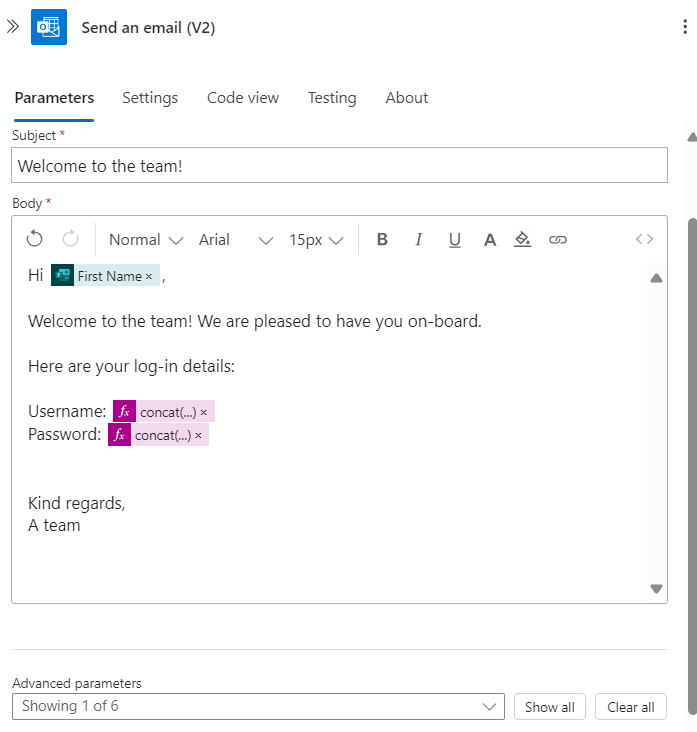 Send an email (V2)
Parameters Settings Code view Testing About
Subject *
Welcome to the team!
Body *
Normal Arial 15px B I U A <>
Hi First Name × ,
Welcome to the team! We are pleased to have you on-board.
Here are your log-in details:
Username: fx concat(...) ×
Password: fx concat(...) ×
Kind regards,
A team
Advanced parameters
Showing 1 of 6 Show all Clear all